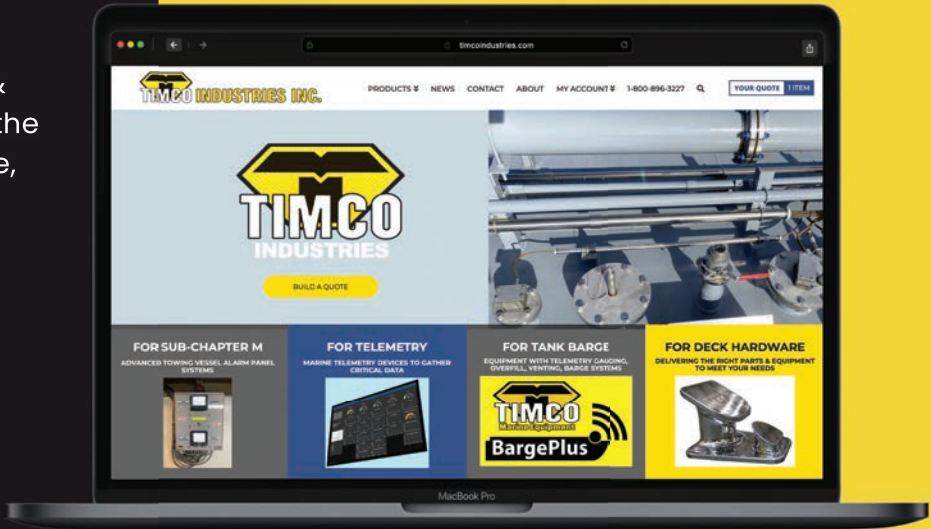 &
the
e,
timcoindustries.com
TIMCO INDUSTRIES INC.
PRODUCTS NEWS CONTACT ABOUT MY ACCOUNT 1-800-896-3227 YOUR QUOTE 1 ITEM
TIMCO
INDUSTRIES
BUILD A QUOTE
FOR SUB-CHAPTER M
ADVANCED TOWING VESSEL ALARM PANEL
SYSTEMS
FOR TELEMETRY
MARINE TELEMETRY DEVICES TO GATHER
CRITICAL DATA
FOR TANK BARGE
EQUIPMENT WITH TELEMETRY GAUGING,
OVERFILL, VENTING, BARGE SYSTEMS
TIMCO
Marine Equipment
BargePlus
FOR DECK HARDWARE
DELIVERING THE RIGHT PARTS & EQUIPMENT
TO MEET YOUR NEEDS
MacBook Pro